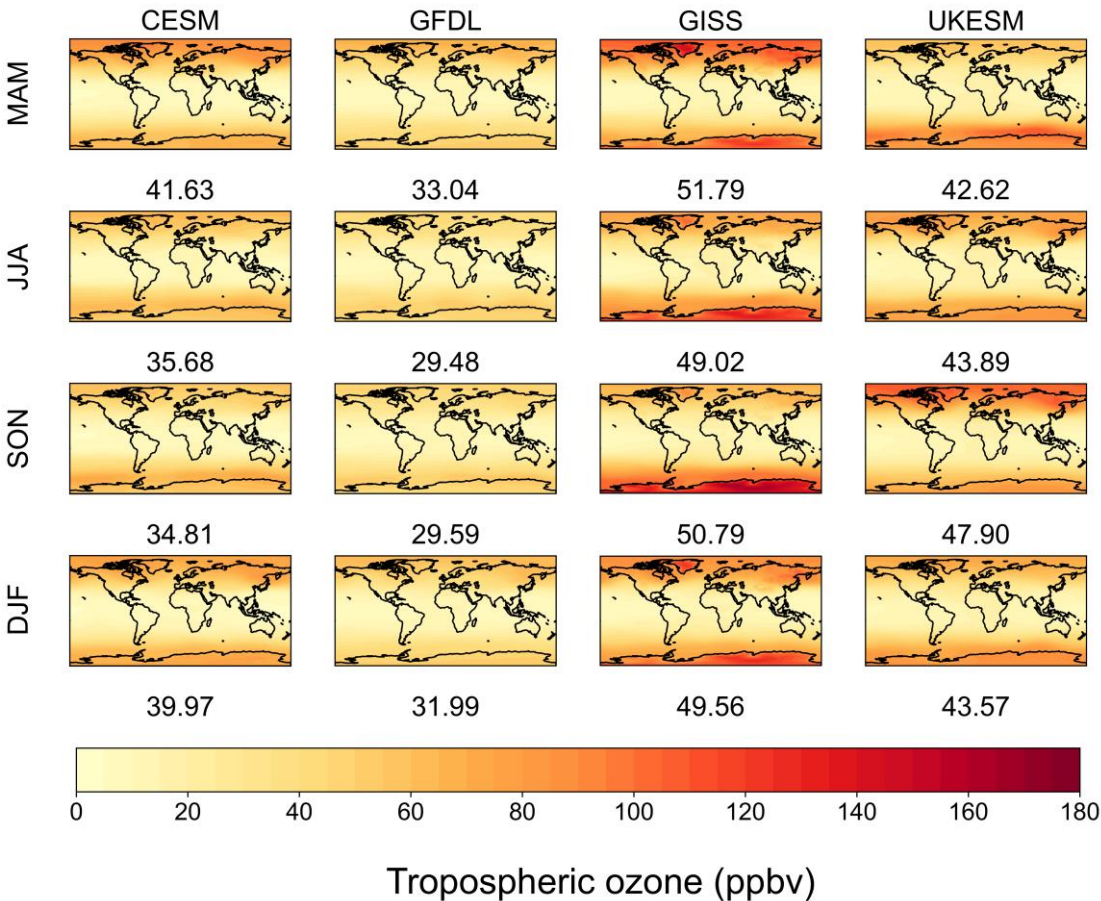 CESM GFDL GISS UKESM
MAM
41.63 33.04 51.79 42.62
JJA
35.68 29.48 49.02 43.89
SON
34.81 29.59 50.79 47.90
DJF
39.97 31.99 49.56 43.57
0 20 40 60 80 100 120 140 160 180
Tropospheric ozone (ppbv)